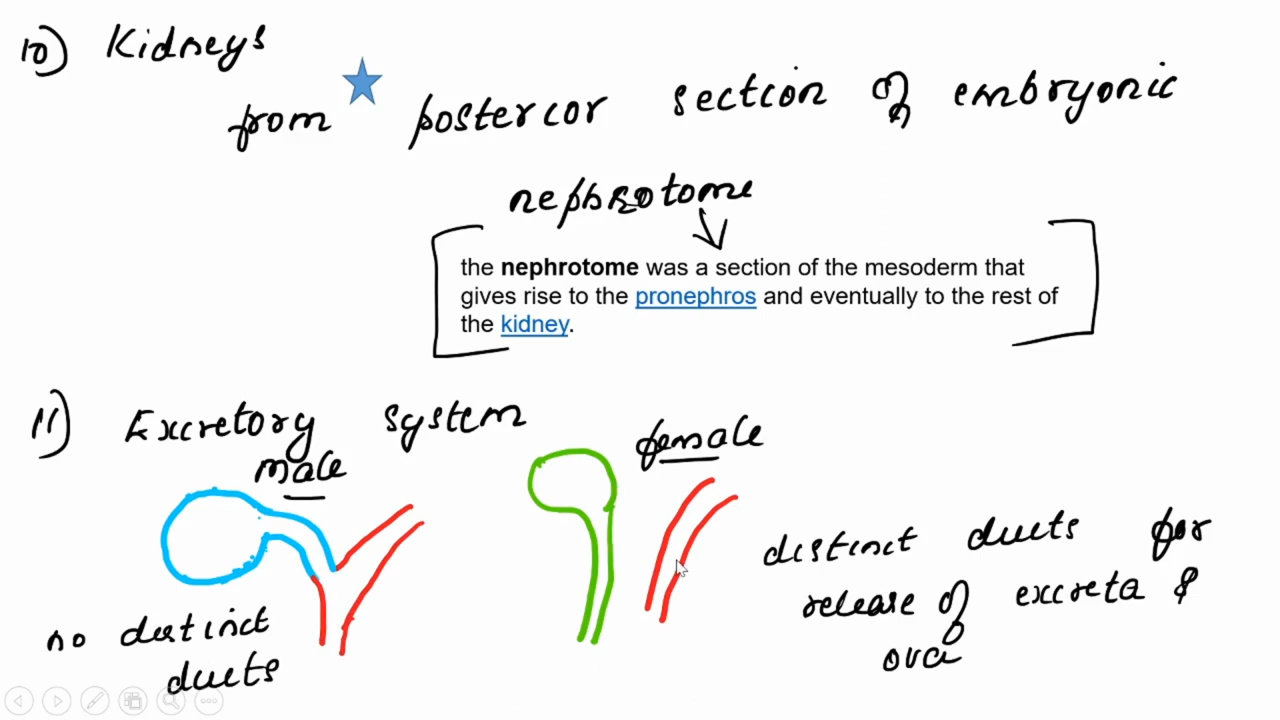 10) Kidneys
from posterior section of embryonic
nephrotome
the nephrotome was a section of the mesoderm that
gives rise to the pronephros and eventually to the rest of
the kidney.
11) Excretory system
male
female
no distinct
ducts
distinct ducts for
release of excreta &
ova